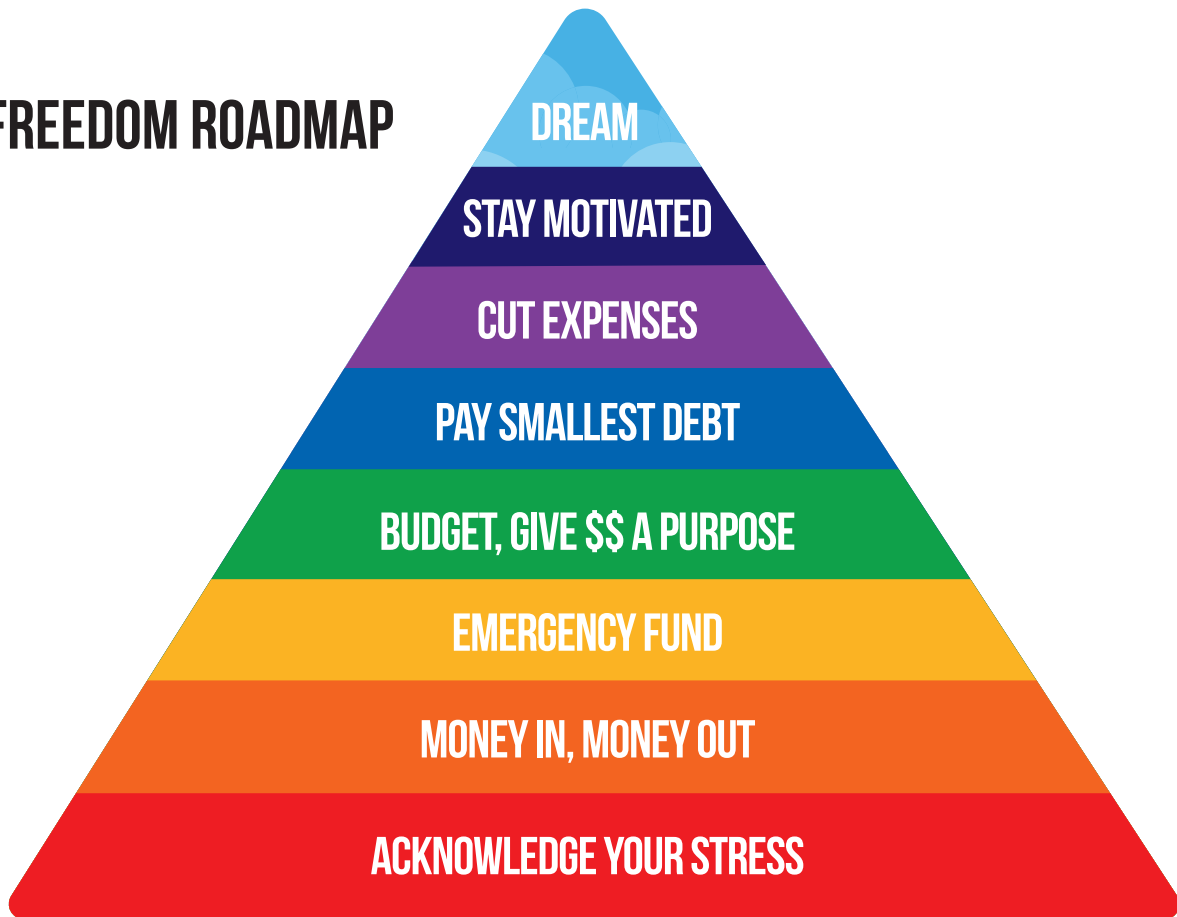 FREEDOM ROADMAP
DREAM
STAY MOTIVATED
CUT EXPENSES
PAY SMALLEST DEBT
BUDGET, GIVE $$ A PURPOSE
EMERGENCY FUND
MONEY IN, MONEY OUT
ACKNOWLEDGE YOUR STRESS